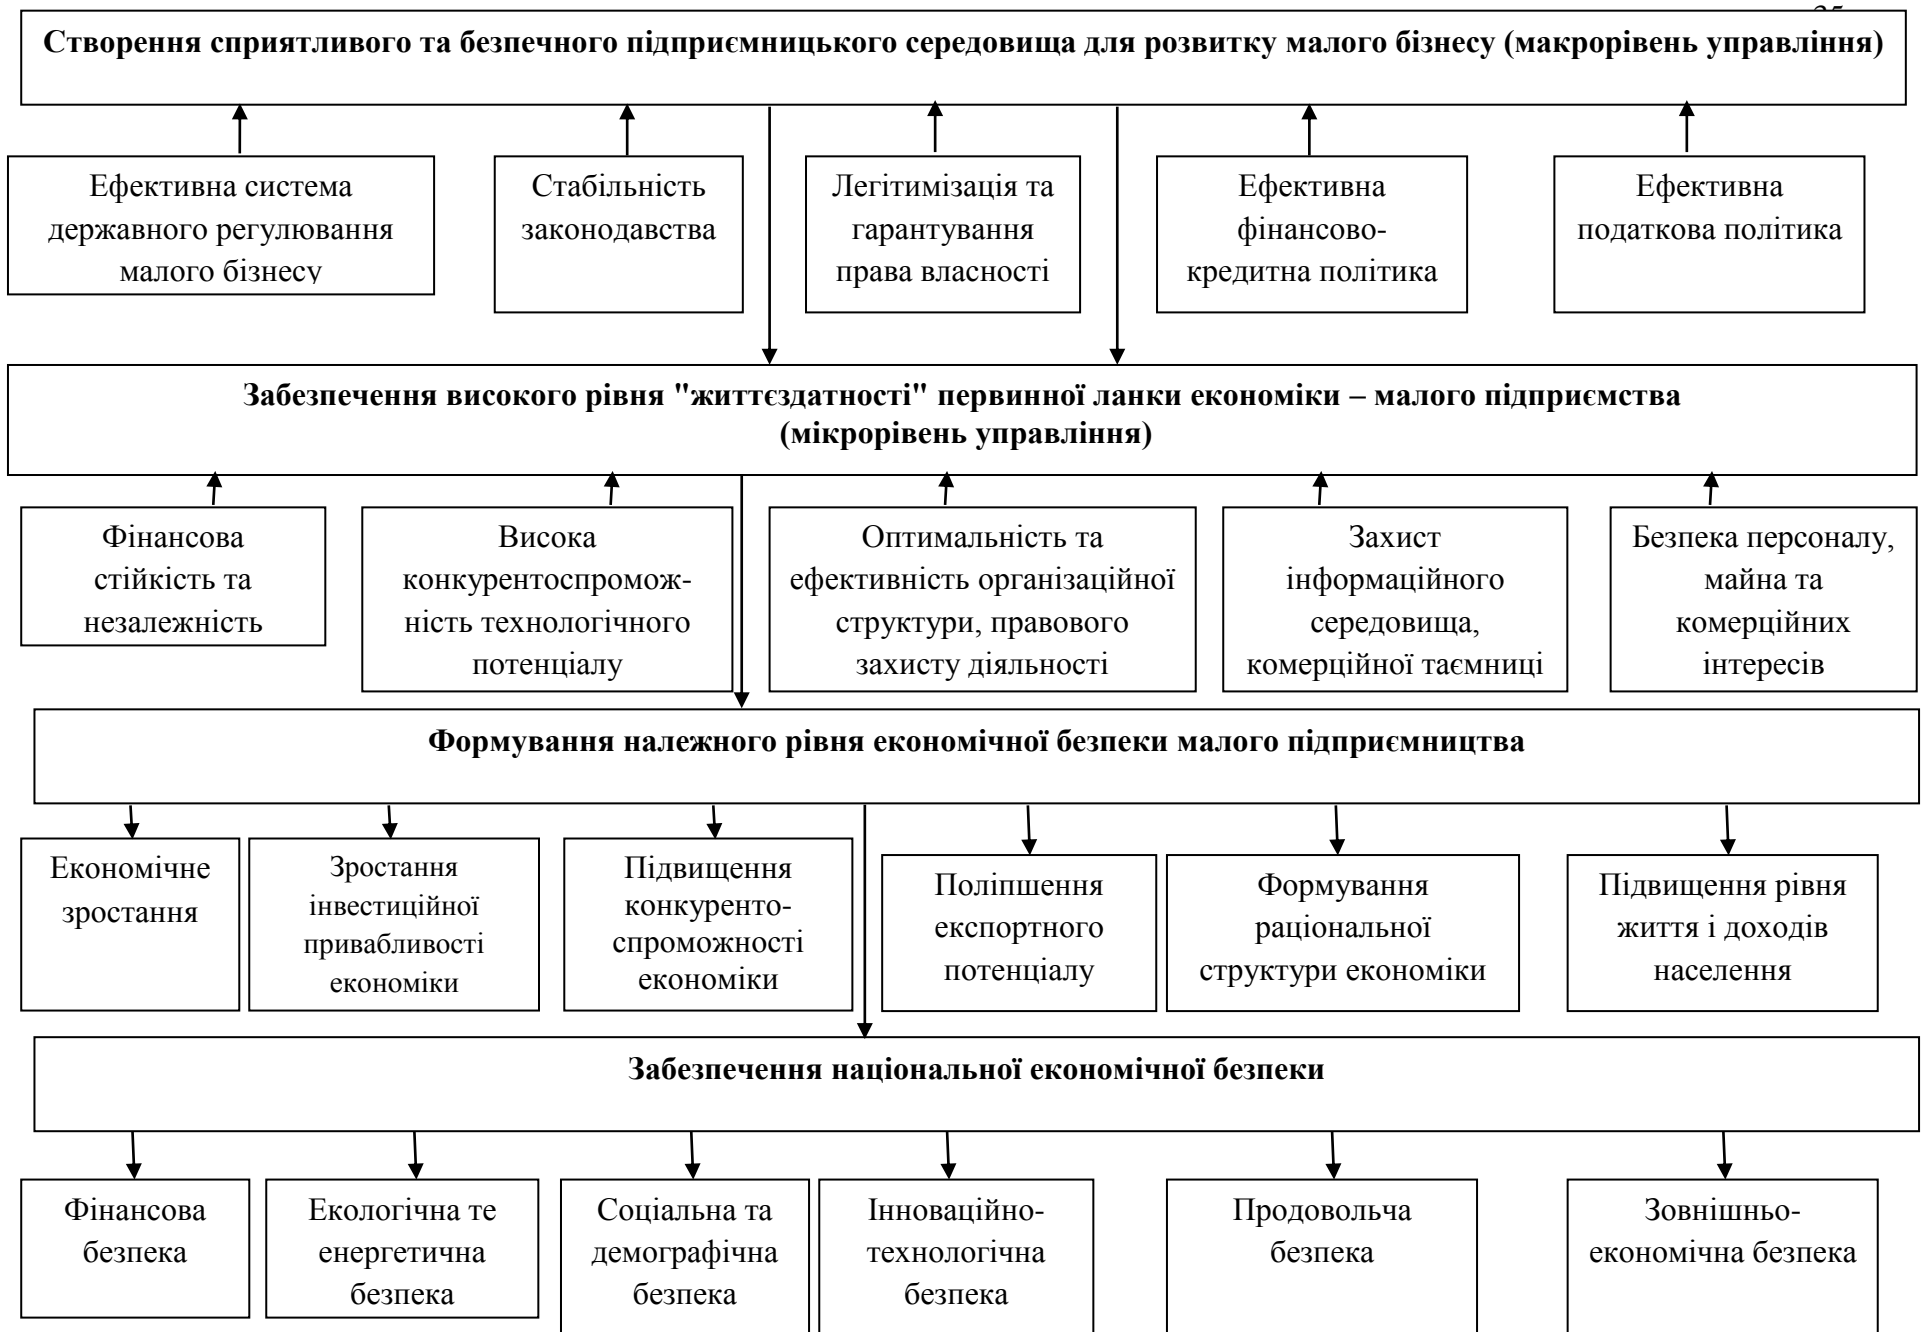 Створення сприятливого та безпечного підприємницького середовища для розвитку малого бізнесу (макрорівень управління)
Ефективна система
державного регулювання
малого бізнесу
Стабільність
законодавства
Легітимізація та
гарантування
права власності
Ефективна
фінансово-
кредитна політика
Ефективна
податкова політика
Забезпечення високого рівня "життєздатності" первинної ланки економіки – малого підприємства
(мікрорівень управління)
Фінансова
стійкість та
незалежність
Висока
конкурентоспромож-
ність технологічного
потенціалу
Оптимальність та
ефективність організаційної
структури, правового
захисту діяльності
Захист
інформаційного
середовища,
комерційної таємниці
Безпека персоналу,
майна та
комерційних
інтересів
Формування належного рівня економічної безпеки малого підприємництва
Економічне
зростання
Зростання
інвестиційної
привабливості
економіки
Підвищення
конкуренто-
спроможності
економіки
Поліпшення
експортного
потенціалу
Формування
раціональної
структури економіки
Підвищення рівня
життя і доходів
населення
Забезпечення національної економічної безпеки
Фінансова
безпека
Екологічна те
енергетична
безпека
Соціальна та
демографічна
безпека
Інноваційно-
технологічна
безпека
Продовольча
безпека
Зовнішньо-
економічна безпека